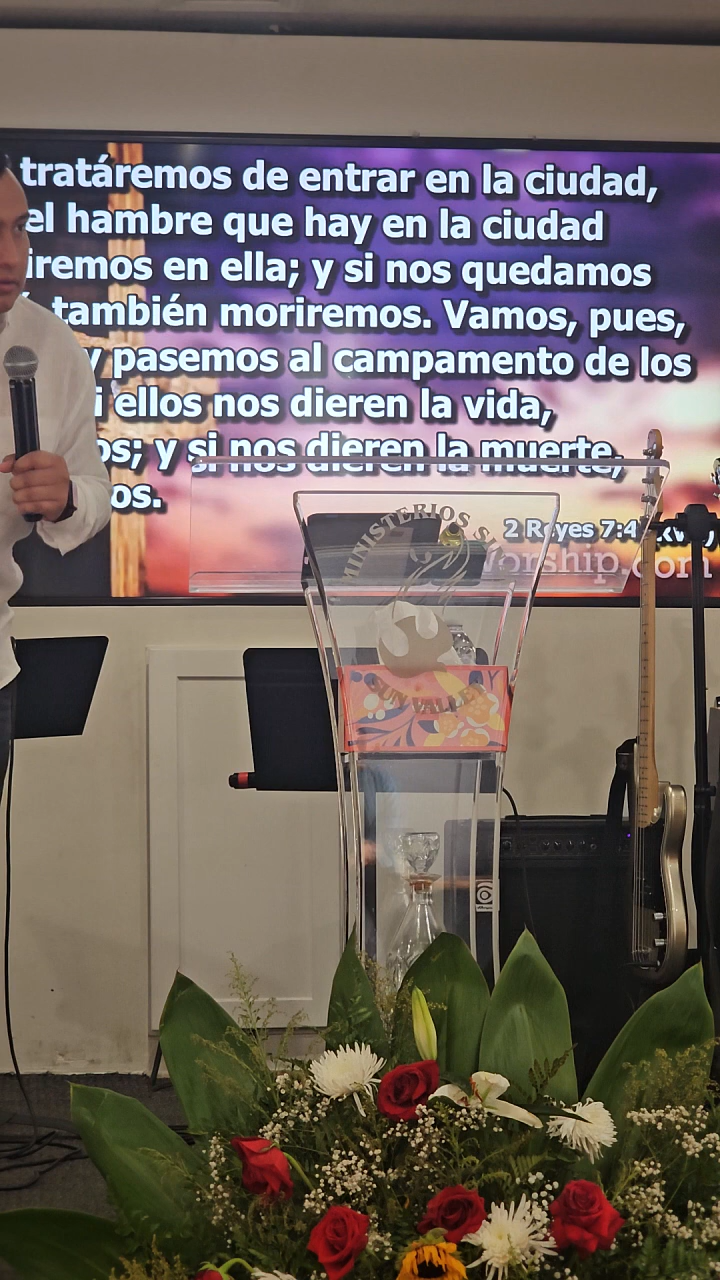 tratáremos de entrar en la ciudad,
el hambre que hay en la ciudad
iremos en ella; y si nos quedamos
también moriremos. Vamos, pues,
y pasemos al campamento de los
i ellos nos dieren la vida,
os; y si nos dieren la muerte,
os.
2 Reyes 7:4
orship.com
MINISTERIOS
SUN VALLEY